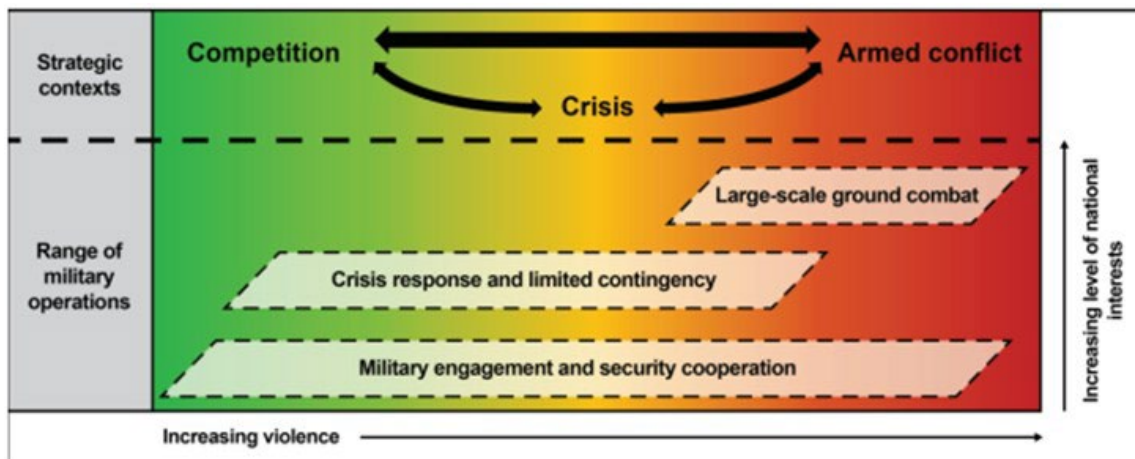 Strategic
contexts
Competition
Armed conflict
Crisis
Range of
military
operations
Large-scale ground combat
Crisis response and limited contingency
Military engagement and security cooperation
Increasing violence
Increasing level of national
interests